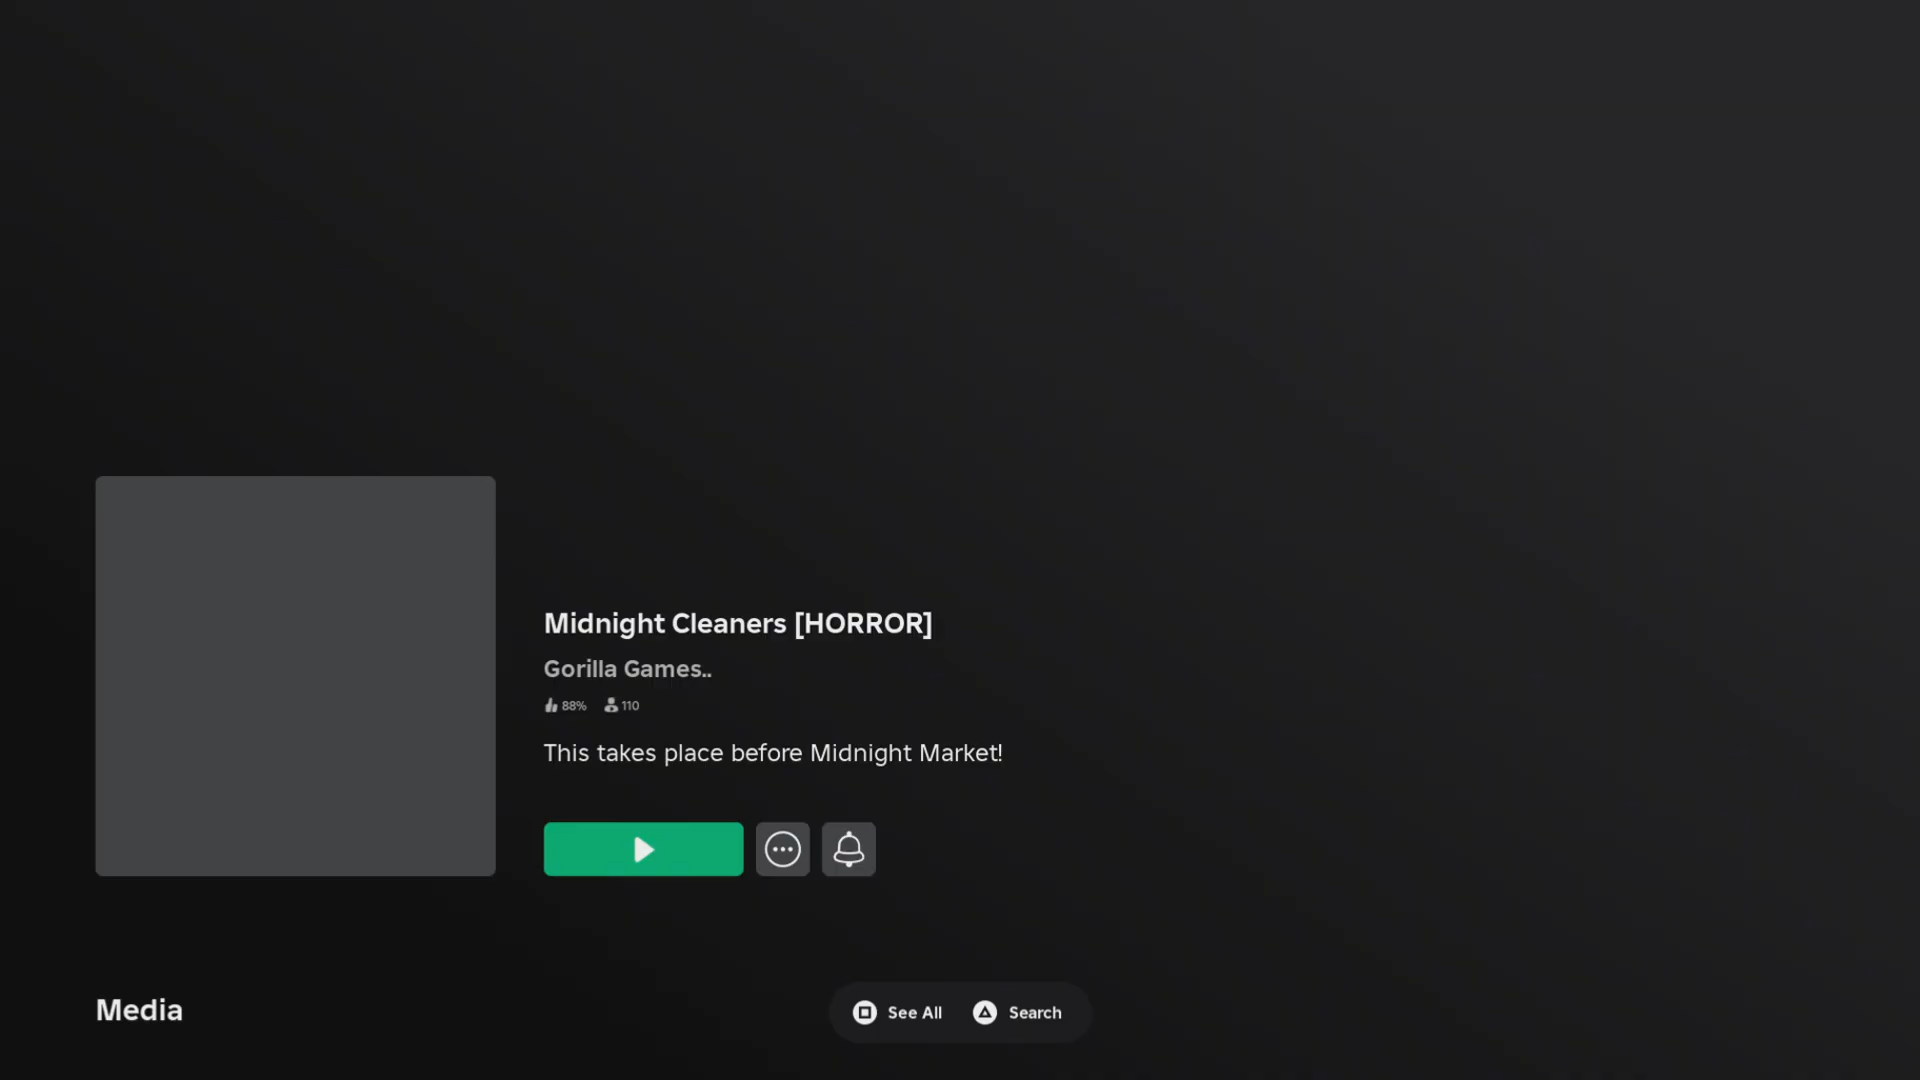 Midnight Cleaners [HORROR]
Gorilla Games..
88% 110
This takes place before Midnight Market!
Media
See All Search